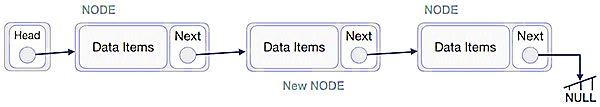 NODE
NODE
Head
Data Items
Next
Data Items
Next
Data Items
Next
New NODE
NULL